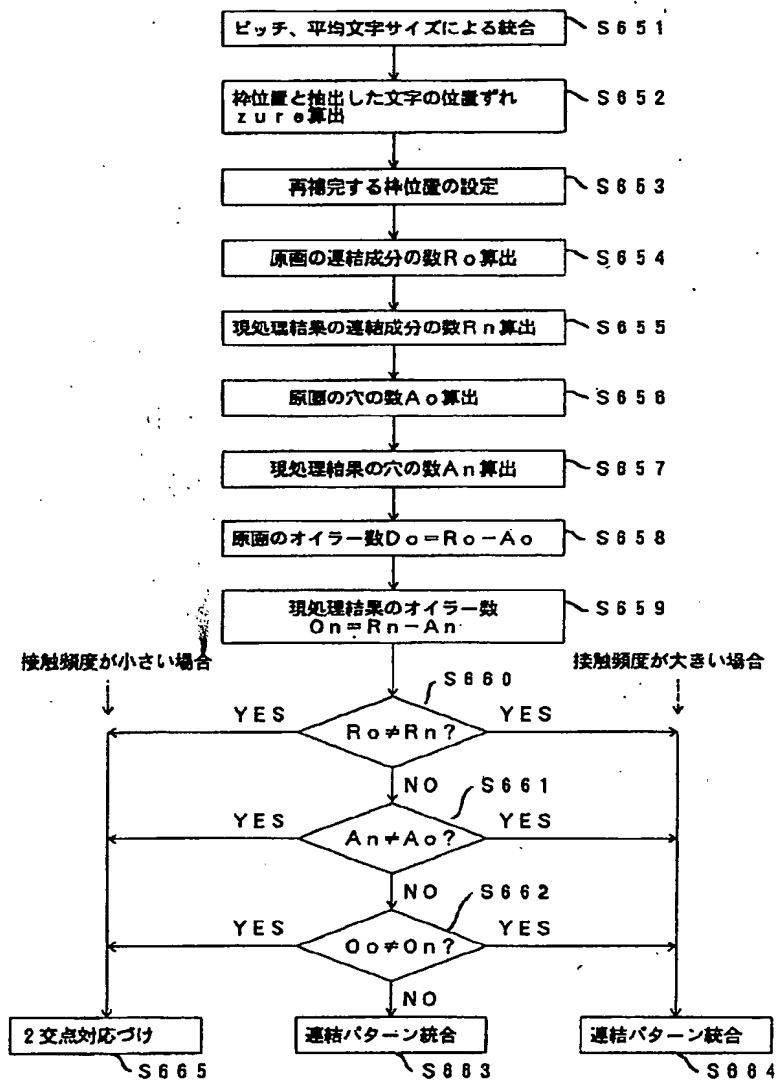 ピッチ、平均文字サイズによる統合
S651
枠位置と抽出した文字の位置ずれ
zure算出
S652
再補完する枠位置の設定
S653
原画の連結成分の数Ro算出
S654
現処理結果の連結成分の数Rn算出
S655
原画の穴の数Ao算出
S656
現処理結果の穴の数An算出
S657
原画のオイラー数Do=Ro-Ao
S658
現処理結果のオイラー数
On=Rn-An
S659
接触頻度が小さい場合
接触頻度が大きい場合
S660
YES
Ro≠Rn?
YES
NO
S661
YES
An≠Ao?
YES
NO
S662
YES
Oo≠On?
YES
NO
2交点対応づけ
連結パターン統合
連結パターン統合
S665
S663
S664